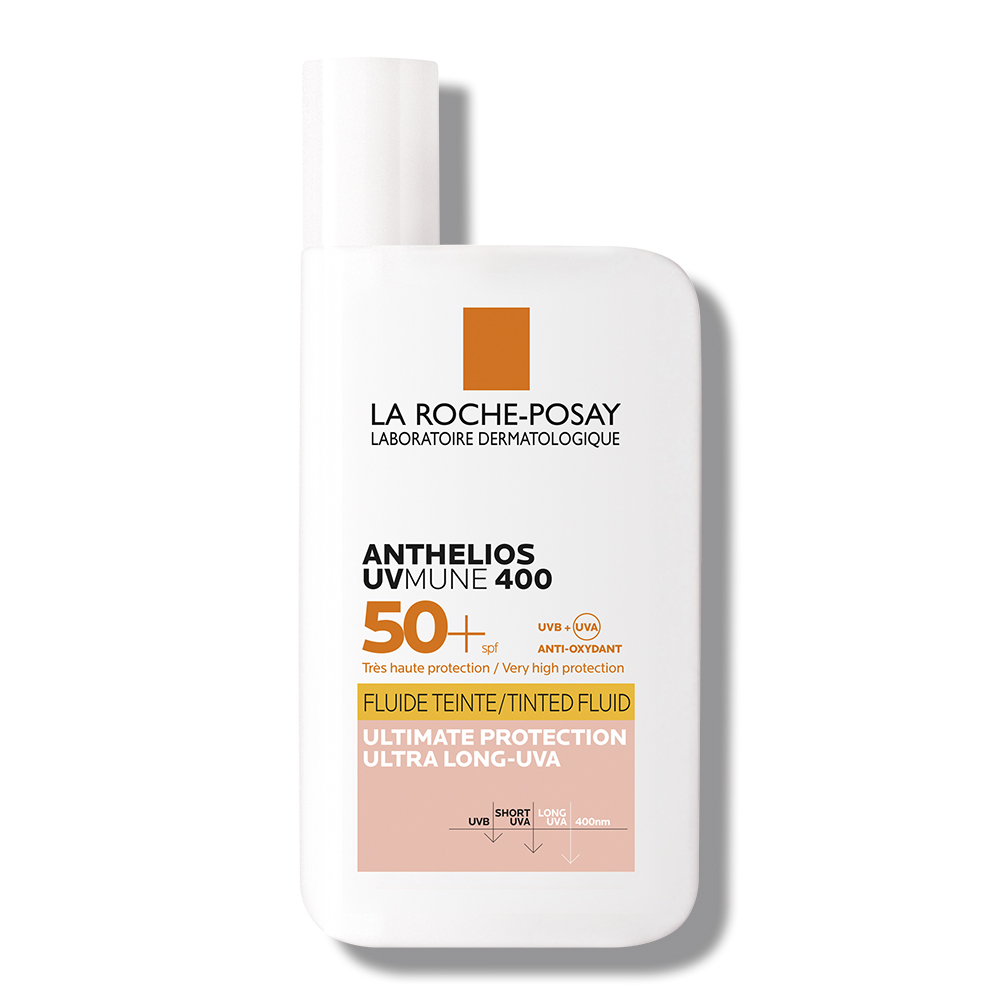 LA ROCHE-POSAY
LABORATOIRE DERMATOLOGIQUE
ANTHELIOS
UVMUNE 400
50+ spf
UVB + UVA
ANTI-OXYDANT
Très haute protection / Very high protection
FLUIDE TEINTE/TINTED FLUID
ULTIMATE PROTECTION
ULTRA LONG-UVA
UVB
SHORT UVA
LONG UVA
400nm